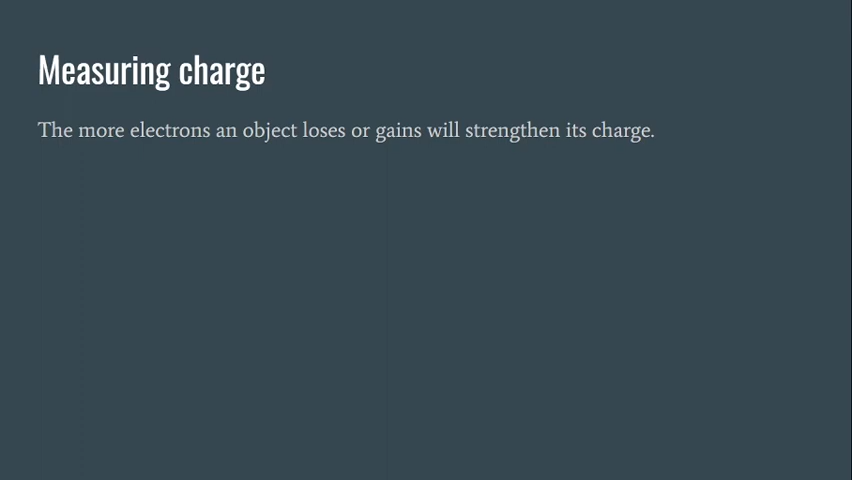 Measuring charge
The more electrons an object loses or gains will strengthen its charge.